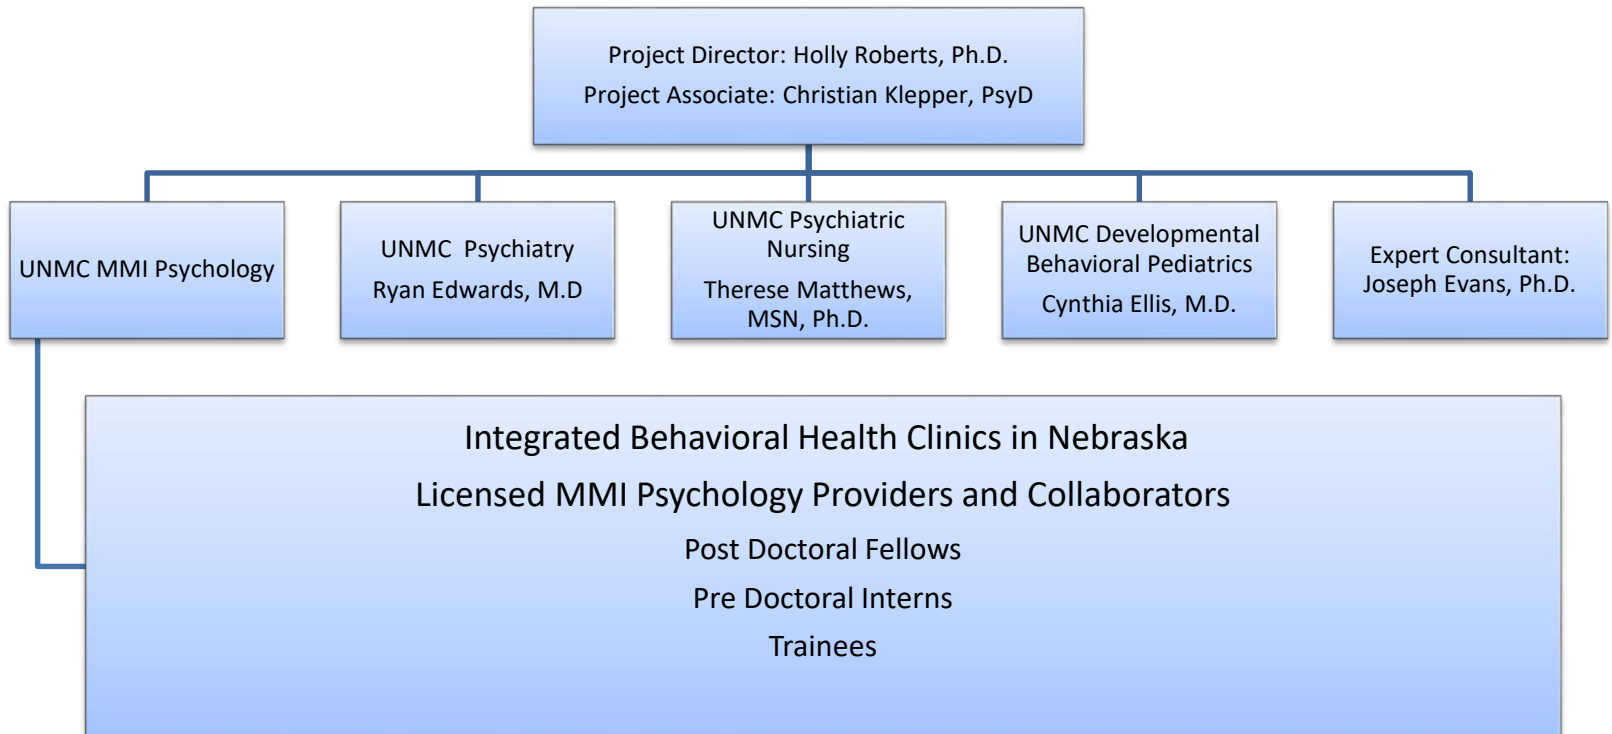 Project Director: Holly Roberts, Ph.D.
Project Associate: Christian Klepper, PsyD
UNMC MMI Psychology
UNMC  Psychiatry
Ryan Edwards, M.D
UNMC Psychiatric
Nursing
Therese Matthews,
MSN, Ph.D.
UNMC Developmental
Behavioral Pediatrics
Cynthia Ellis, M.D.
Expert Consultant:
Joseph Evans, Ph.D.
Integrated Behavioral Health Clinics in Nebraska
Licensed MMI Psychology Providers and Collaborators
Post Doctoral Fellows
Pre Doctoral Interns
Trainees